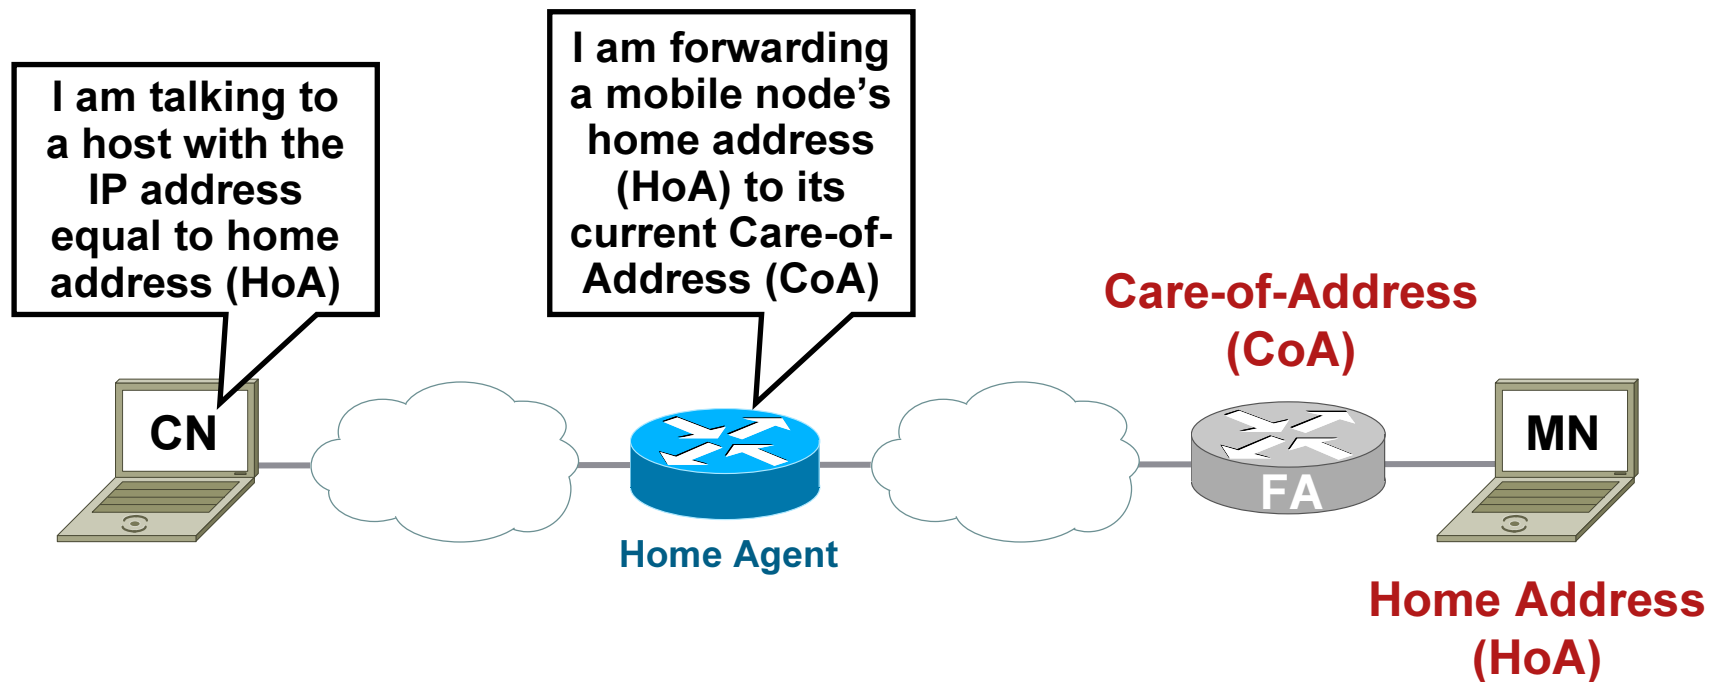 I am talking to
a host with the
IP address
equal to home
address (HoA)
I am forwarding
a mobile node’s
home address
(HoA) to its
current Care-of-
Address (CoA)
Care-of-Address
(CoA)
CN
Home Agent
FA
MN
Home Address
(HoA)